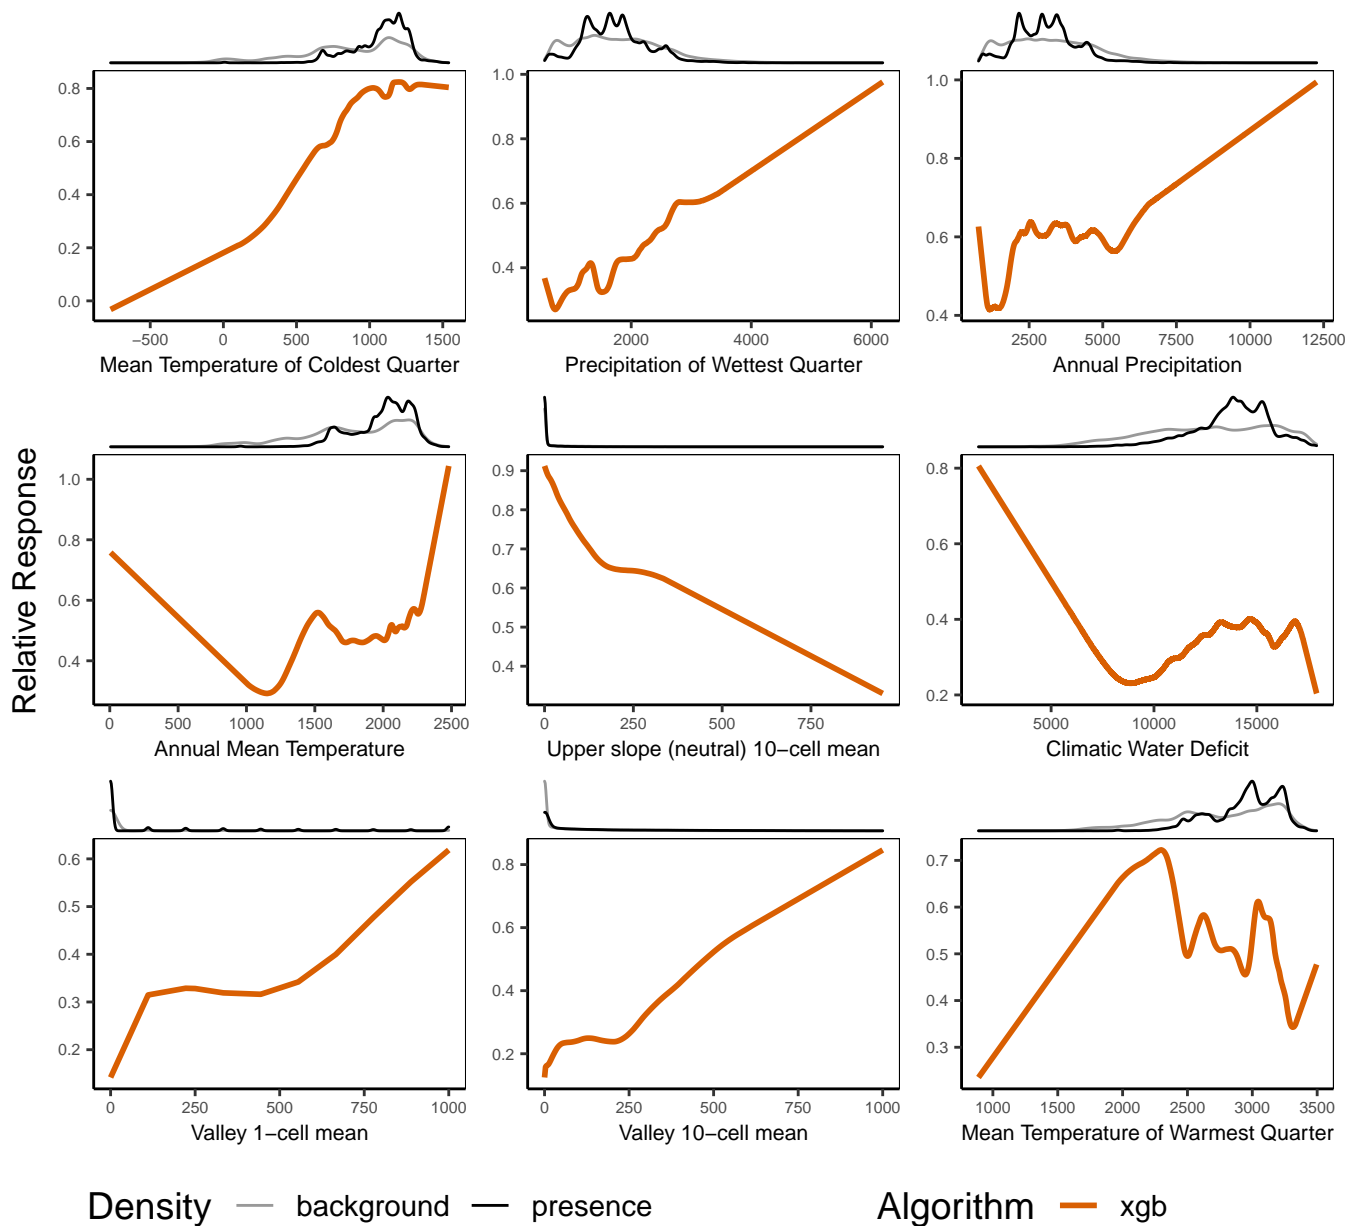 0.8
0.6
0.4
0.2
0.0
−500 0 500 1000 1500
Mean Temperature of Coldest Quarter
1.0
0.8
0.6
0.4
2000 4000 6000
Precipitation of Wettest Quarter
1.0
0.8
0.6
0.4
2500 5000 7500 10000 12500
Annual Precipitation
Relative Response
1.0
0.8
0.6
0.4
0 500 1000 1500 2000 2500
Annual Mean Temperature
0.9
0.8
0.7
0.6
0.5
0.4
0 250 500 750
Upper slope (neutral) 10−cell mean
0.8
0.6
0.4
0.2
5000 10000 15000
Climatic Water Deficit
0.6
0.5
0.4
0.3
0.2
0 250 500 750 1000
Valley 1−cell mean
0.8
0.6
0.4
0.2
0 250 500 750 1000
Valley 10−cell mean
0.7
0.6
0.5
0.4
0.3
1000 1500 2000 2500 3000 3500
Mean Temperature of Warmest Quarter
Density background presence Algorithm xgb